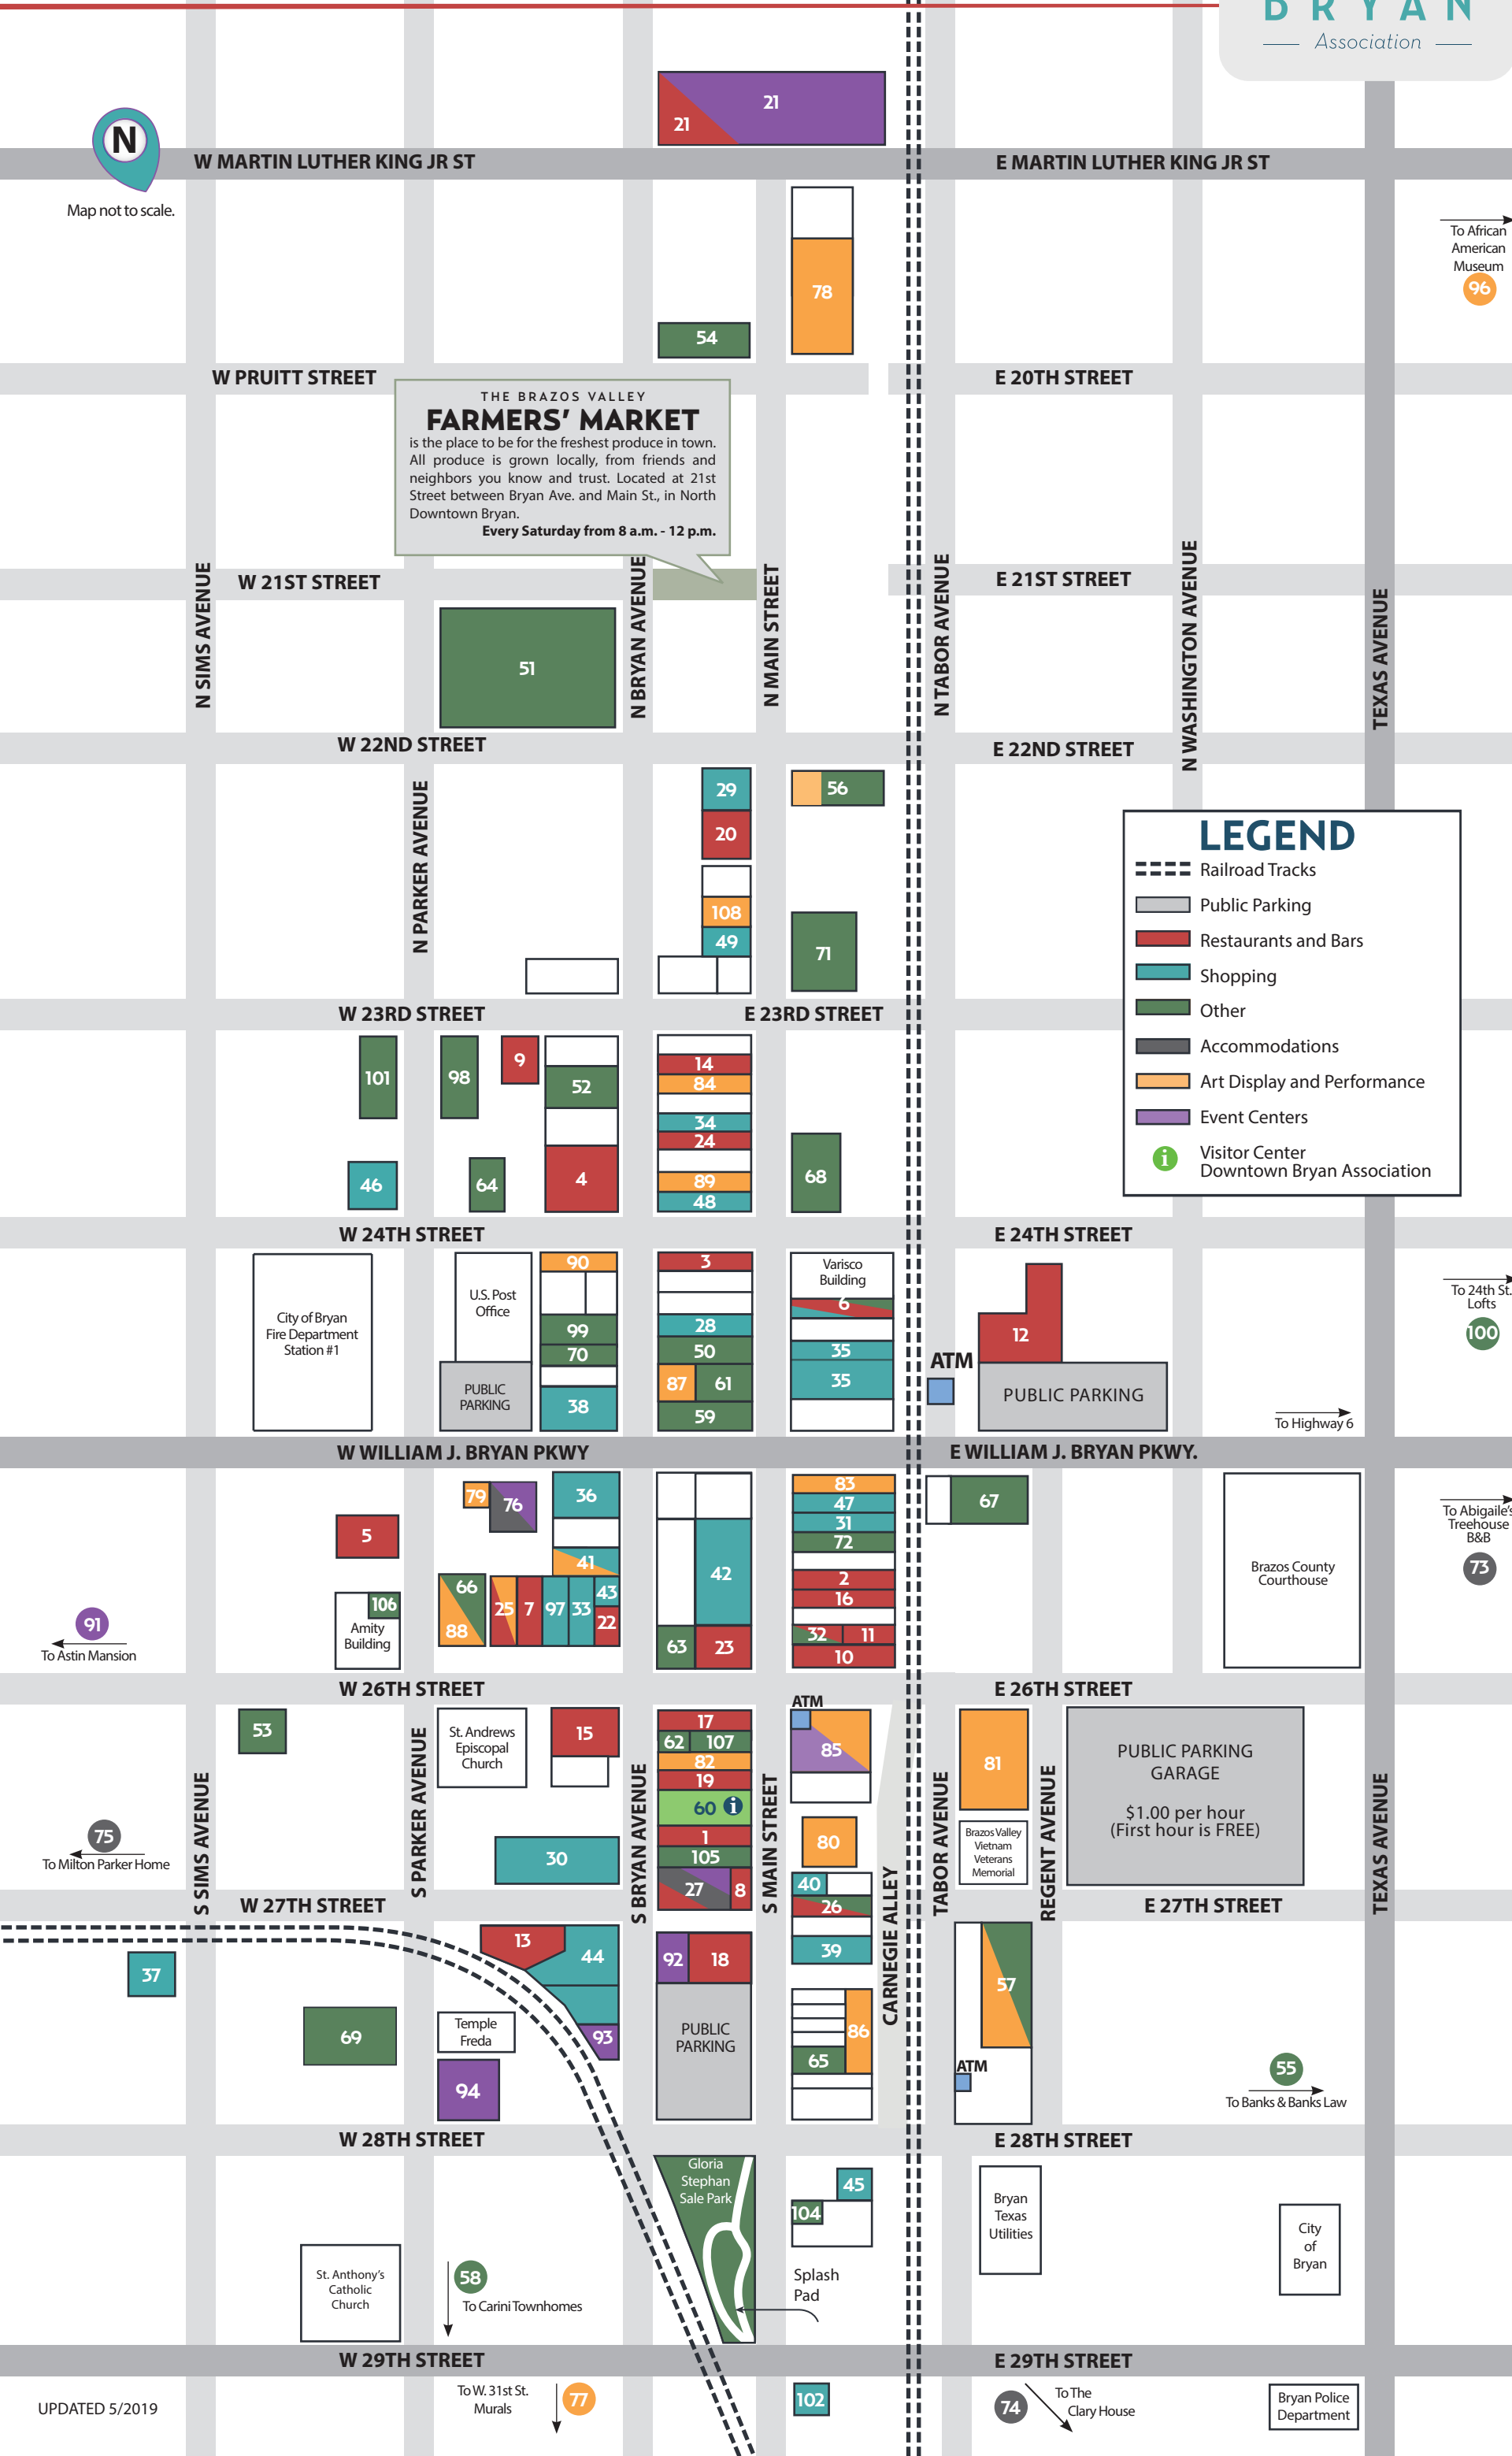 BRYAN
Association
21
21
N
W MARTIN LUTHER KING JR ST
E MARTIN LUTHER KING JR ST
Map not to scale.
To African
American
Museum
96
78
54
W PRUITT STREET
E 20TH STREET
THE BRAZOS VALLEY
FARMERS' MARKET
is the place to be for the freshest produce in town.
All produce is grown locally, from friends and
neighbors you know and trust. Located at 21st
Street between Bryan Ave. and Main St., in North
Downtown Bryan.
Every Saturday from 8 a.m. - 12 p.m.
W 21ST STREET
E 21ST STREET
N SIMS AVENUE
N BRYAN AVENUE
N MAIN STREET
N TABOR AVENUE
N WASHINGTON AVENUE
TEXAS AVENUE
51
W 22ND STREET
E 22ND STREET
N PARKER AVENUE
29
56
20
108
49
71
LEGEND
Railroad Tracks
Public Parking
Restaurants and Bars
Shopping
Other
Accommodations
Art Display and Performance
Event Centers
i
Visitor Center
Downtown Bryan Association
W 23RD STREET
E 23RD STREET
101
98
9
52
14
84
34
24
46
64
4
89
48
68
W 24TH STREET
E 24TH STREET
City of Bryan
Fire Department
Station #1
U.S. Post
Office
90
99
70
38
PUBLIC
PARKING
3
28
50
87
61
59
Varisco
Building
6
35
35
12
ATM
PUBLIC PARKING
To 24th St.
Lofts
100
To Highway 6
W WILLIAM J. BRYAN PKWY
E WILLIAM J. BRYAN PKWY.
79
76
36
5
41
66
88
25
7
97
33
43
22
106
Amity
Building
91
To Astin Mansion
42
63
23
83
47
31
72
2
16
32
11
10
67
Brazos County
Courthouse
To Abigaile's
Treehouse
B&B
73
W 26TH STREET
E 26TH STREET
53
St. Andrews
Episcopal
Church
15
17
62
107
82
19
60
i
1
105
27
8
ATM
85
80
40
26
39
81
Brazos Valley
Vietnam
Veterans
Memorial
PUBLIC PARKING
GARAGE
$1.00 per hour
(First hour is FREE)
75
To Milton Parker Home
30
S SIMS AVENUE
S PARKER AVENUE
S BRYAN AVENUE
S MAIN STREET
CARNEGIE ALLEY
TABOR AVENUE
REGENT AVENUE
TEXAS AVENUE
W 27TH STREET
E 27TH STREET
37
13
44
93
69
Temple
Freda
94
92
18
PUBLIC
PARKING
86
65
57
ATM
55
To Banks & Banks Law
W 28TH STREET
E 28TH STREET
Gloria
Stephan
Sale Park
45
104
Splash
Pad
Bryan
Texas
Utilities
City
of
Bryan
St. Anthony's
Catholic
Church
58
To Carini Townhomes
W 29TH STREET
E 29TH STREET
UPDATED 5/2019
To W. 31st St.
Murals
77
102
74
To The
Clary House
Bryan Police
Department